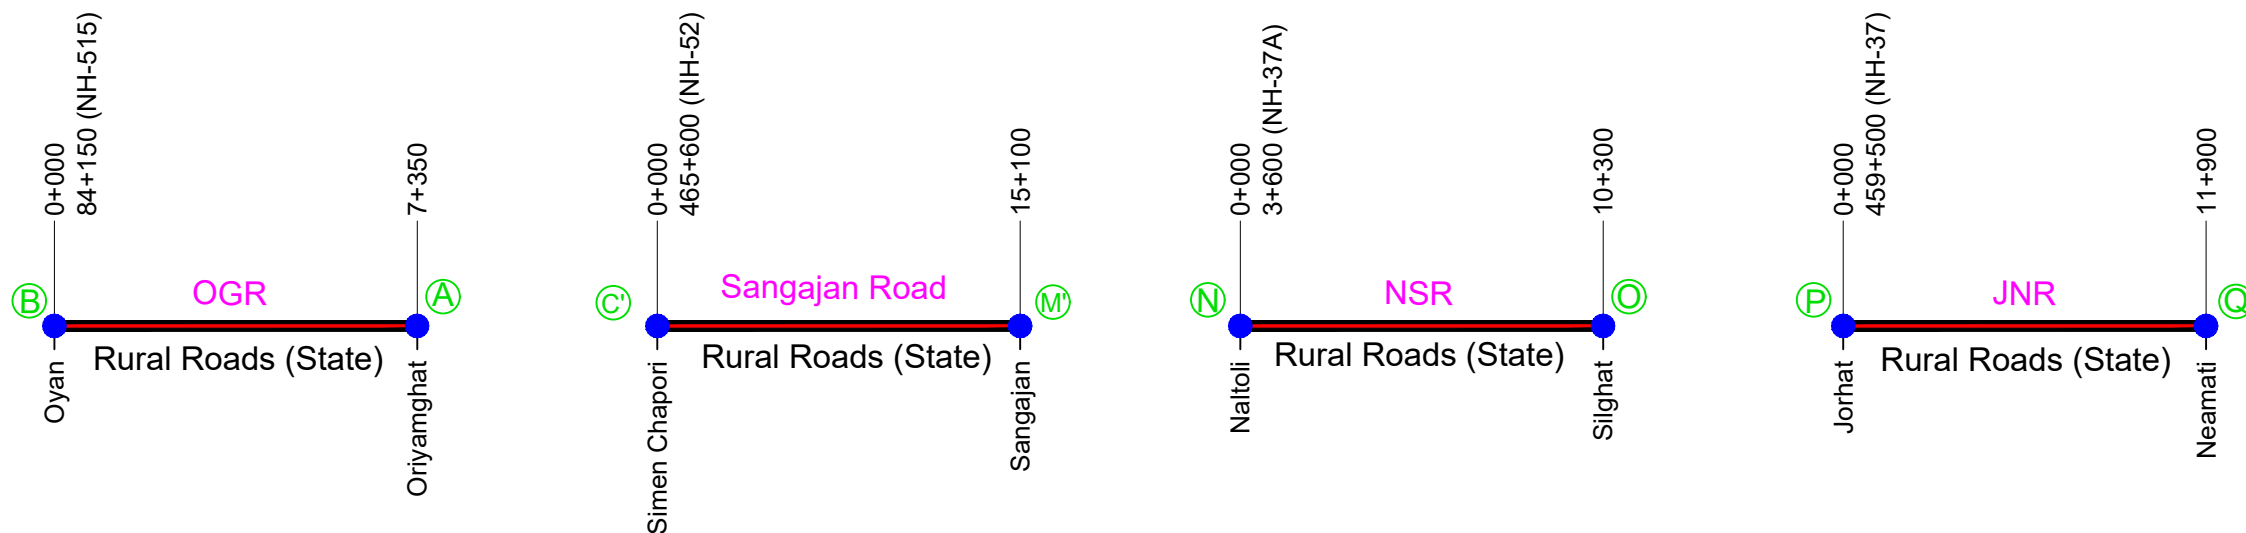 0+000
84+150 (NH-515)
7+350
B
OGR
A
Rural Roads (State)
Oyan
Oriyamghat
0+000
465+600 (NH-52)
15+100
C'
Sangajan Road
M'
Rural Roads (State)
Simen Chapori
Sangajan
0+000
3+600 (NH-37A)
10+300
N
NSR
O
Rural Roads (State)
Naltoli
Silghat
0+000
459+500 (NH-37)
11+900
P
JNR
Q
Rural Roads (State)
Jorhat
Neamati